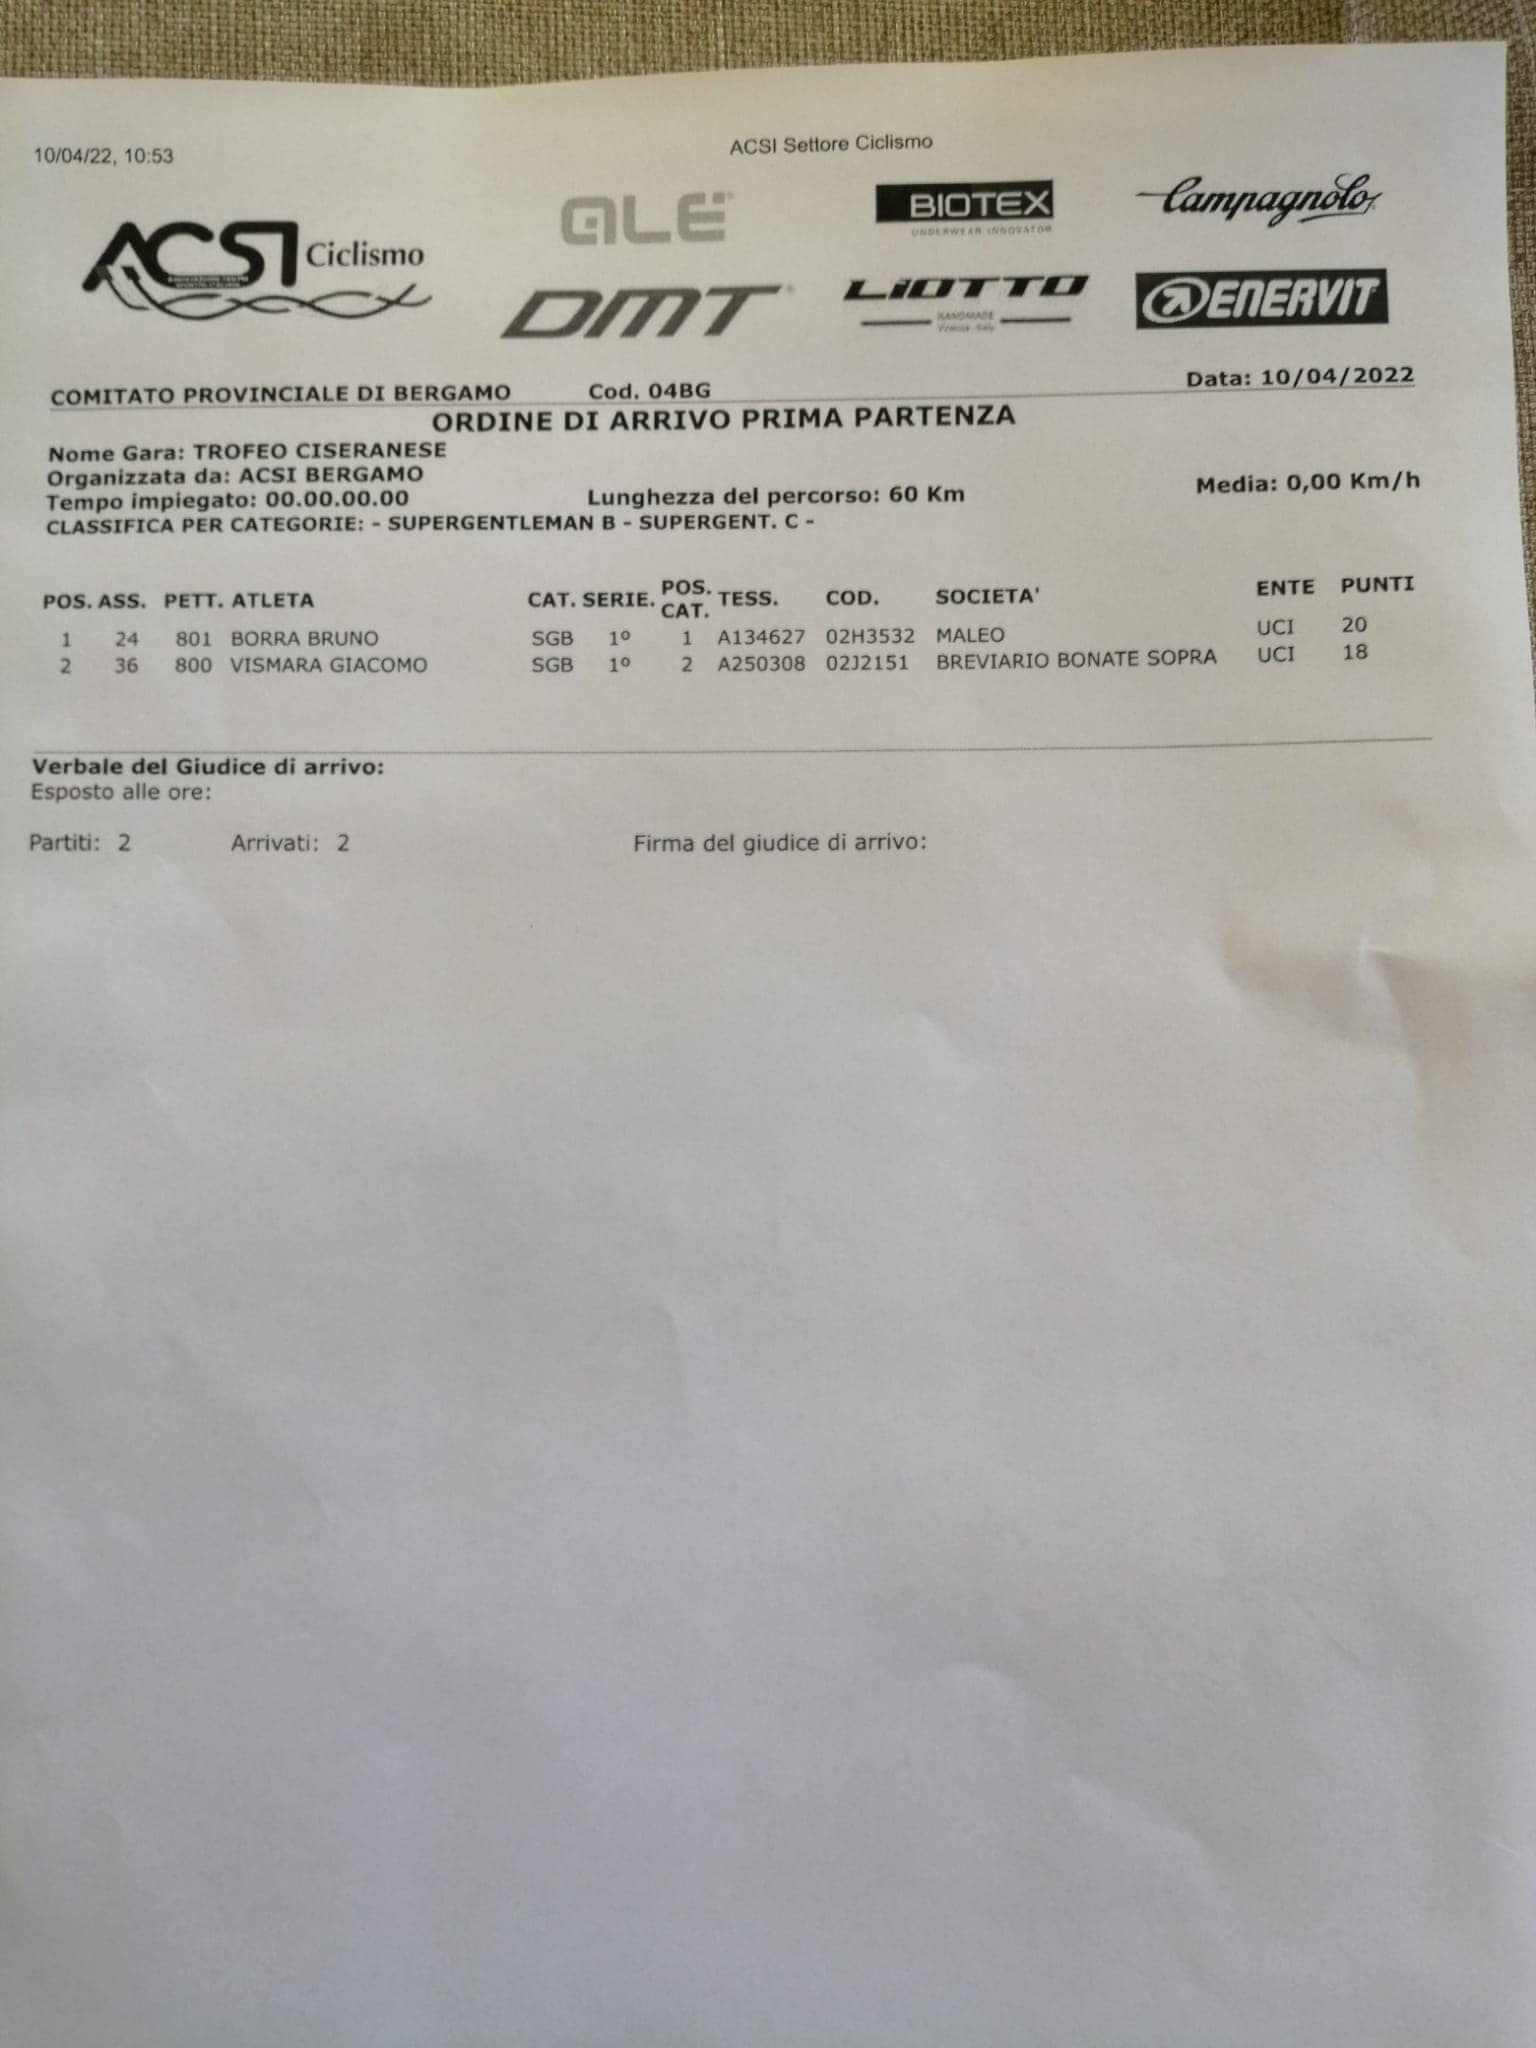 10/04/22, 10:53
ACSI Settore Ciclismo
ACSI Ciclismo
ALÉ
BIOTEX
UNDERWEAR INNOVATOR
Campagnolo
DMT
LIOTTO
HANDMADE
Vicenza - Italy
ENERVIT
COMITATO PROVINCIALE DI BERGAMO Cod. 04BG Data: 10/04/2022
ORDINE DI ARRIVO PRIMA PARTENZA
Nome Gara: TROFEO CISERANESE
Organizzata da: ACSI BERGAMO
Tempo impiegato: 00.00.00.00 Lunghezza del percorso: 60 Km Media: 0,00 Km/h
CLASSIFICA PER CATEGORIE: - SUPERGENTLEMAN B - SUPERGENT. C -
POS. ASS. PETT. ATLETA CAT. SERIE. POS. CAT. TESS. COD. SOCIETA' ENTE PUNTI
1 24 801 BORRA BRUNO SGB 1º 1 A134627 02H3532 MALEO UCI 20
2 36 800 VISMARA GIACOMO SGB 1º 2 A250308 02J2151 BREVIARIO BONATE SOPRA UCI 18
Verbale del Giudice di arrivo:
Esposto alle ore:
Partiti: 2 Arrivati: 2 Firma del giudice di arrivo: